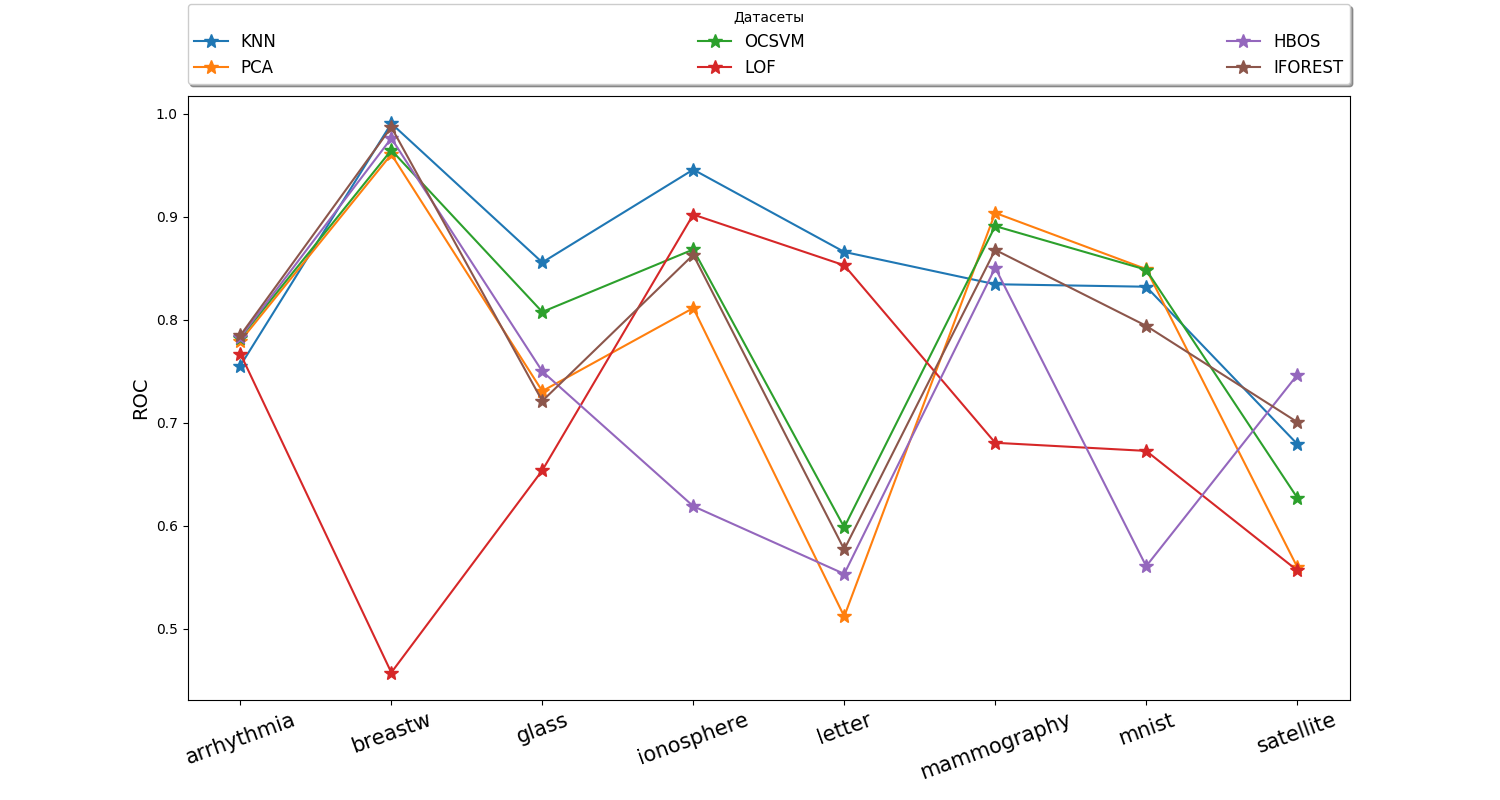 Датасеты
KNN OCSVM HBOS
PCA LOF IFOREST
1.0
0.9
0.8
0.7
0.6
0.5
ROC
arrhythmia breastw glass ionosphere letter mammography mnist satellite